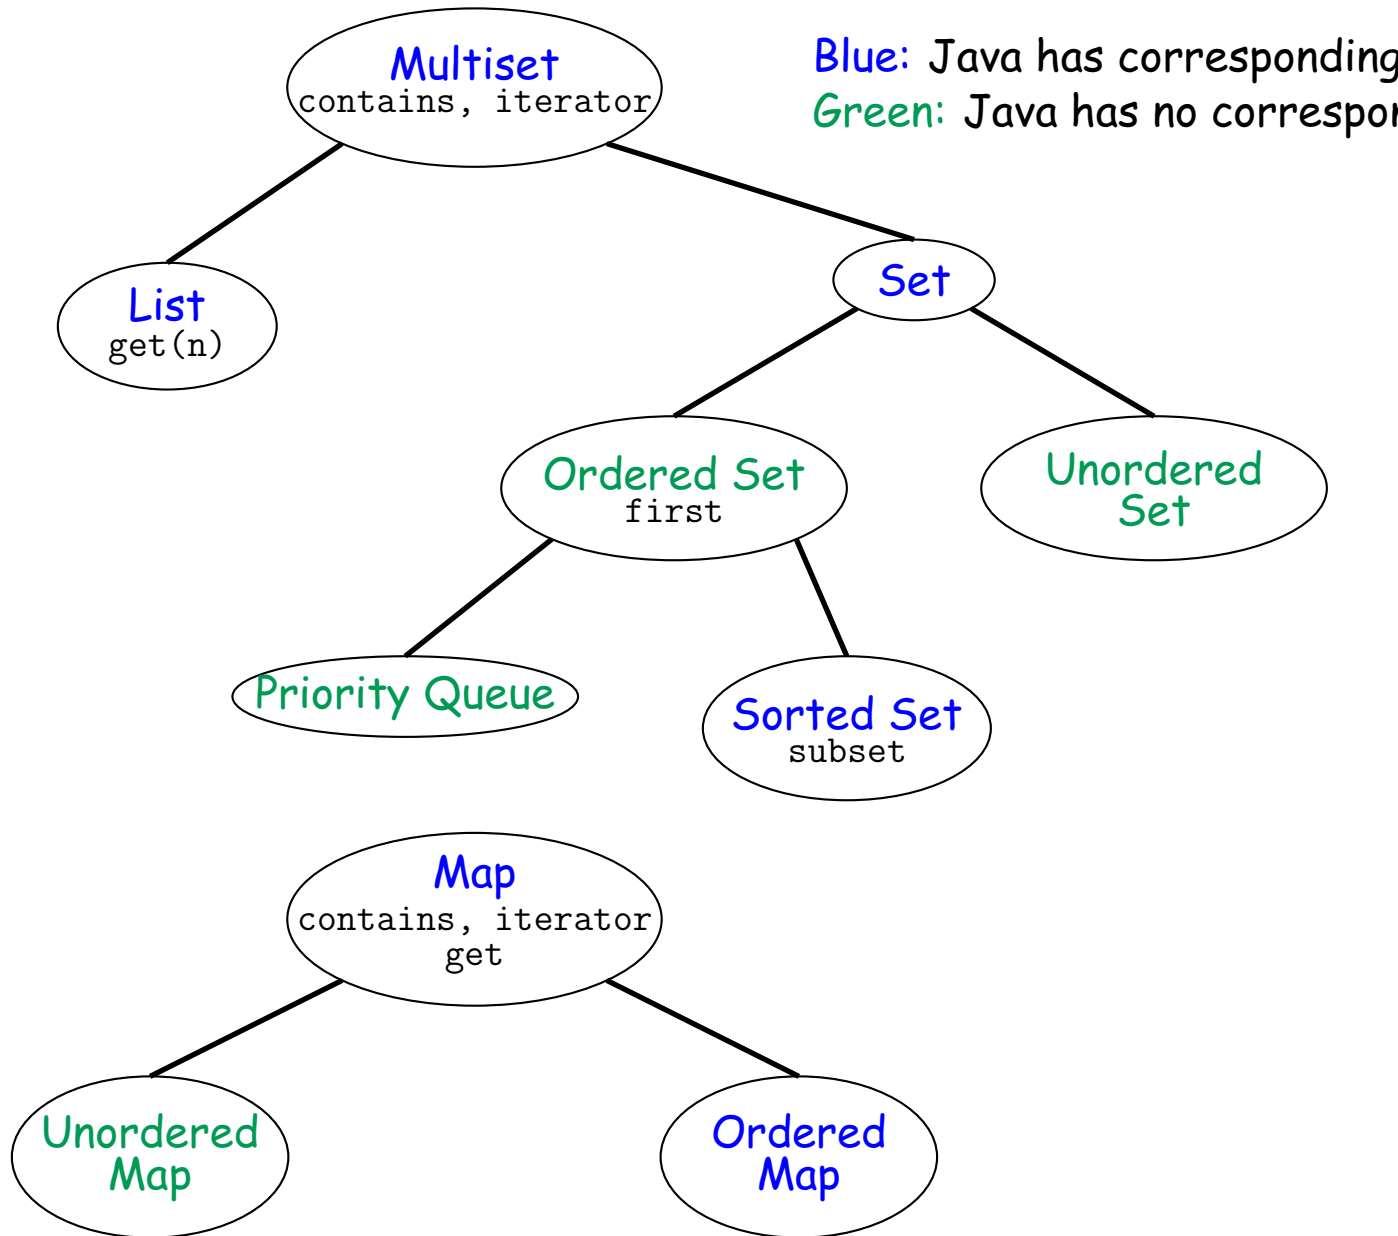 Multiset
contains, iterator
Blue: Java has corresponding
Green: Java has no
List
get(n)
Set
Ordered Set
first
Unordered
Set
Priority Queue
Sorted Set
subset
Map
contains, iterator
get
Unordered
Map
Ordered
Map